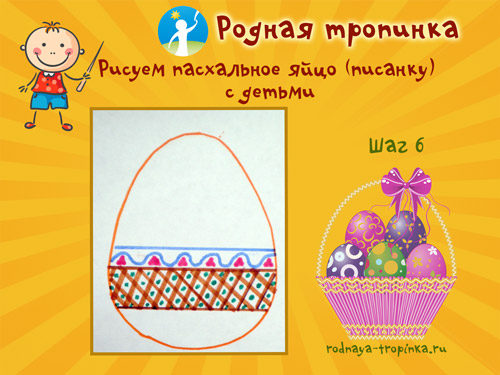 Родная тропинка
Рисуем пасхальное яйцо (писанку)
с детьми
Шаг 6
rodnaya-tropinka.ru